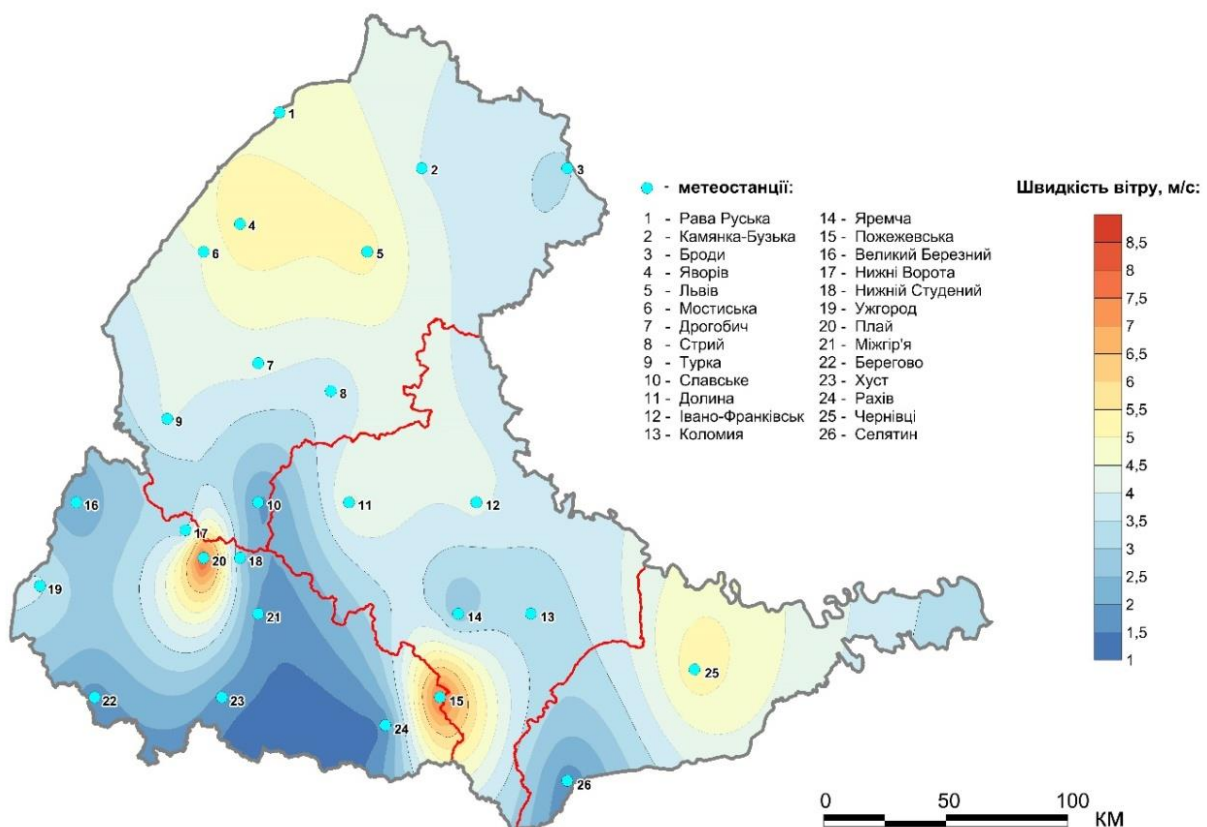 1
2
3
4
5
6
7
8
9
10
11
12
16
17
18
20
19
21
14
13
22
23
24
15
25
26
- метеостанції:
1 - Рава Руська
2 - Камянка-Бузька
3 - Броди
4 - Яворів
5 - Львів
6 - Мостиська
7 - Дрогобич
8 - Стрий
9 - Турка
10 - Славське
11 - Долина
12 - Івано-Франківськ
13 - Коломия
14 - Яремча
15 - Пожежевська
16 - Великий Березний
17 - Нижні Ворота
18 - Нижній Студений
19 - Ужгород
20 - Плай
21 - Міжгір'я
22 - Берегово
23 - Хуст
24 - Рахів
25 - Чернівці
26 - Селятин
Швидкість вітру, м/с:
8,5
8
7,5
7
6,5
6
5,5
5
4,5
4
3,5
3
2,5
2
1,5
1
0 50 100
КМ